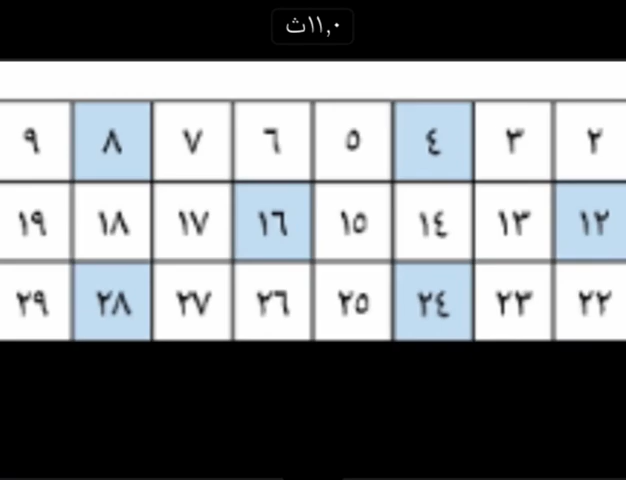 ١١,٠ث
٢ ٣ ٤ ٥ ٦ ٧ ٨ ٩
١٢ ١٣ ١٤ ١٥ ١٦ ١٧ ١٨ ١٩
٢٢ ٢٣ ٢٤ ٢٥ ٢٦ ٢٧ ٢٨ ٢٩